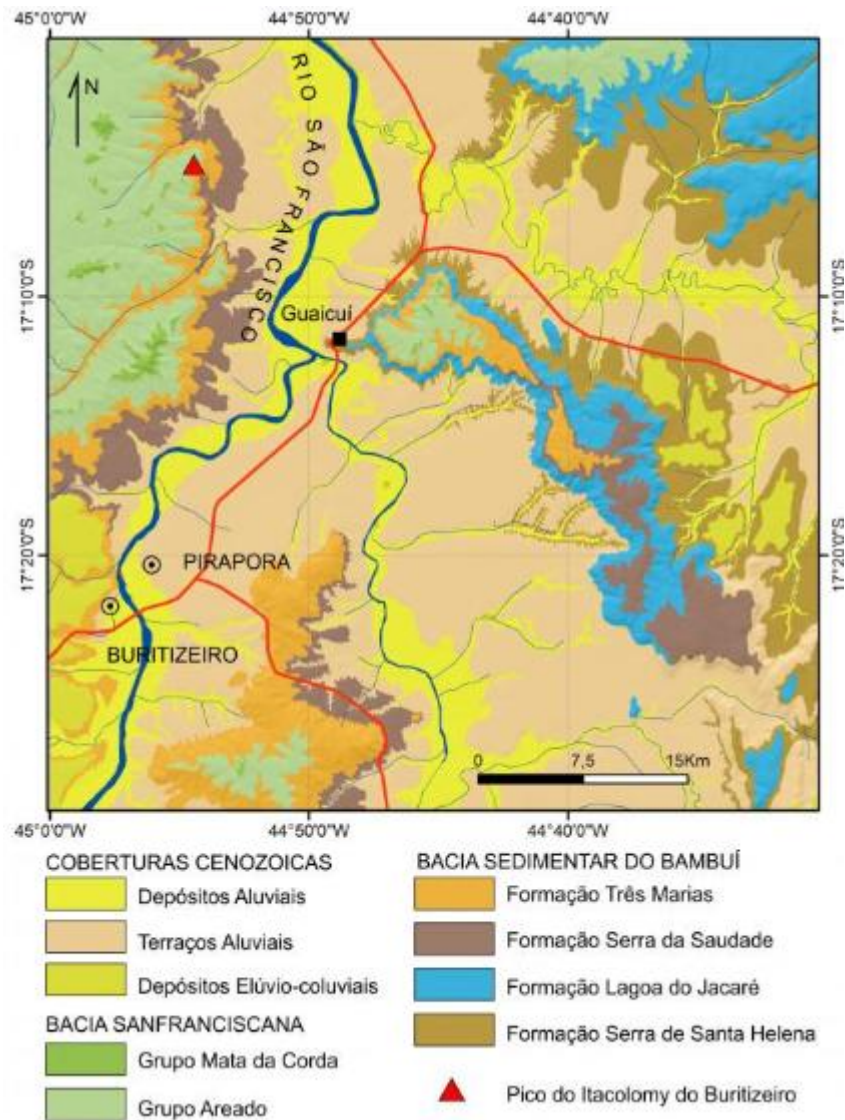 45°0'0"W 44°50'0"W 44°40'0"W
N
RIO SÃO FRANCISCO
17°10'0"S 17°10'0"S
Guaicuí
17°20'0"S 17°20'0"S
PIRAPORA
BURITIZEIRO
0 7,5 15Km
45°0'0"W 44°50'0"W 44°40'0"W
COBERTURAS CENOZOICAS
Depósitos Aluviais
Terraços Aluviais
Depósitos Elúvio-coluviais
BACIA SANFRANCISCANA
Grupo Mata da Corda
Grupo Areado
BACIA SEDIMENTAR DO BAMBUÍ
Formação Três Marias
Formação Serra da Saudade
Formação Lagoa do Jacaré
Formação Serra de Santa Helena
Pico do Itacolomy do Buritizeiro